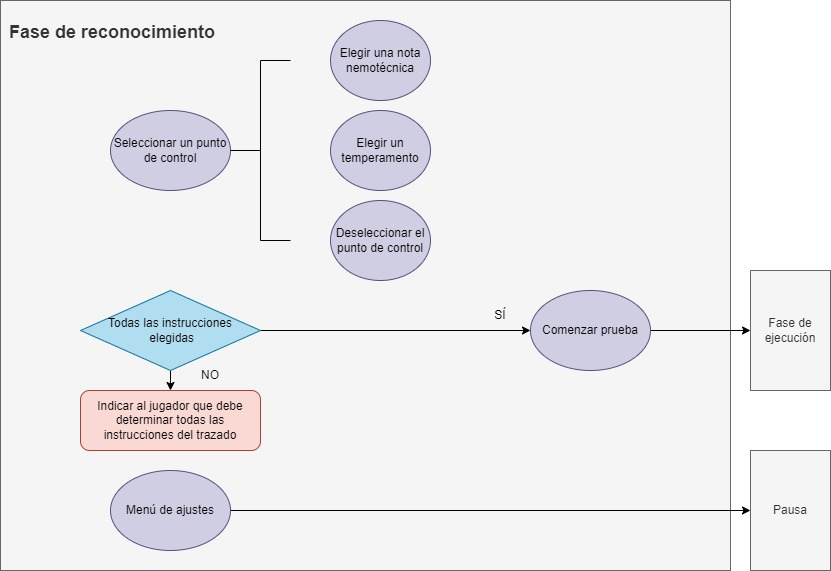 Fase de reconocimiento
Elegir una nota
nemotécnica
Seleccionar un punto
de control
Elegir un
temperamento
Deseleccionar el
punto de control
Todas las instrucciones
elegidas
SÍ
Comenzar prueba
Fase de
ejecución
NO
Indicar al jugador que debe
determinar todas las
instrucciones del trazado
Menú de ajustes
Pausa